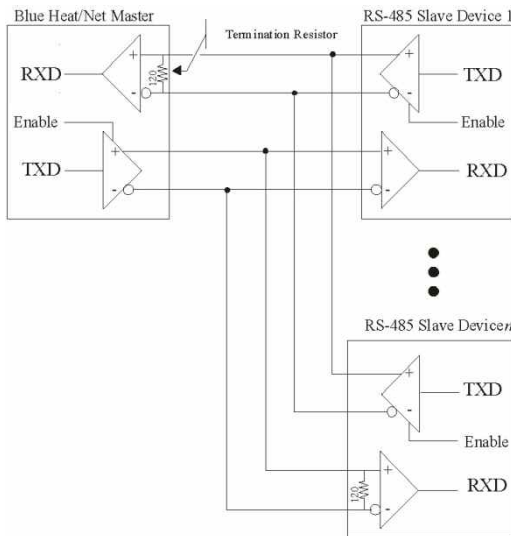 Blue Heat/Net Master
RS-485 Slave Device 1
Termination Resistor
RXD
+
-
120
+
-
TXD
Enable
Enable
TXD
+
-
+
-
RXD
RS-485 Slave Device n
+
-
TXD
Enable
120
+
-
RXD